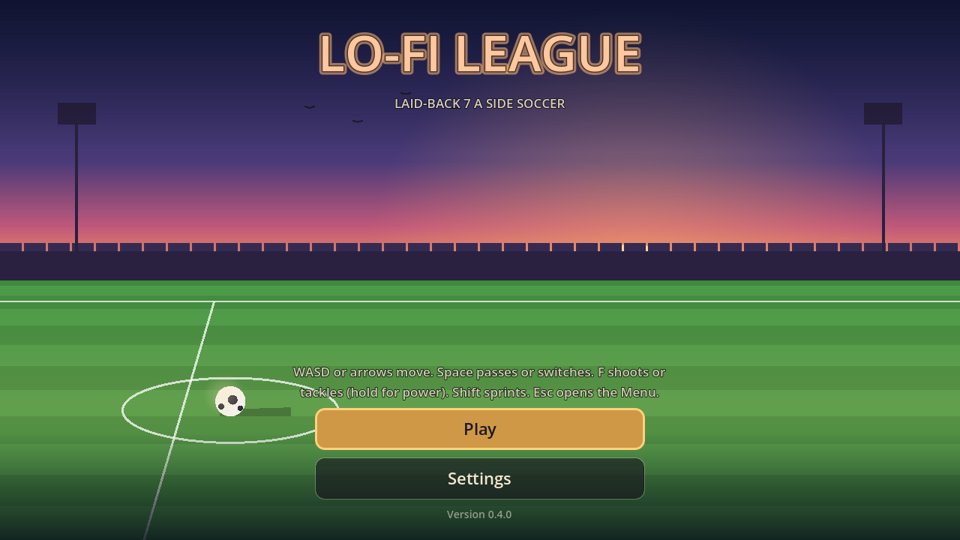 LO-FI LEAGUE
LAID-BACK 7 A SIDE SOCCER
WASD or arrows move. Space passes or switches. F shoots or
tackles (hold for power). Shift sprints. Esc opens the Menu.
Play
Settings
Version 0.4.0